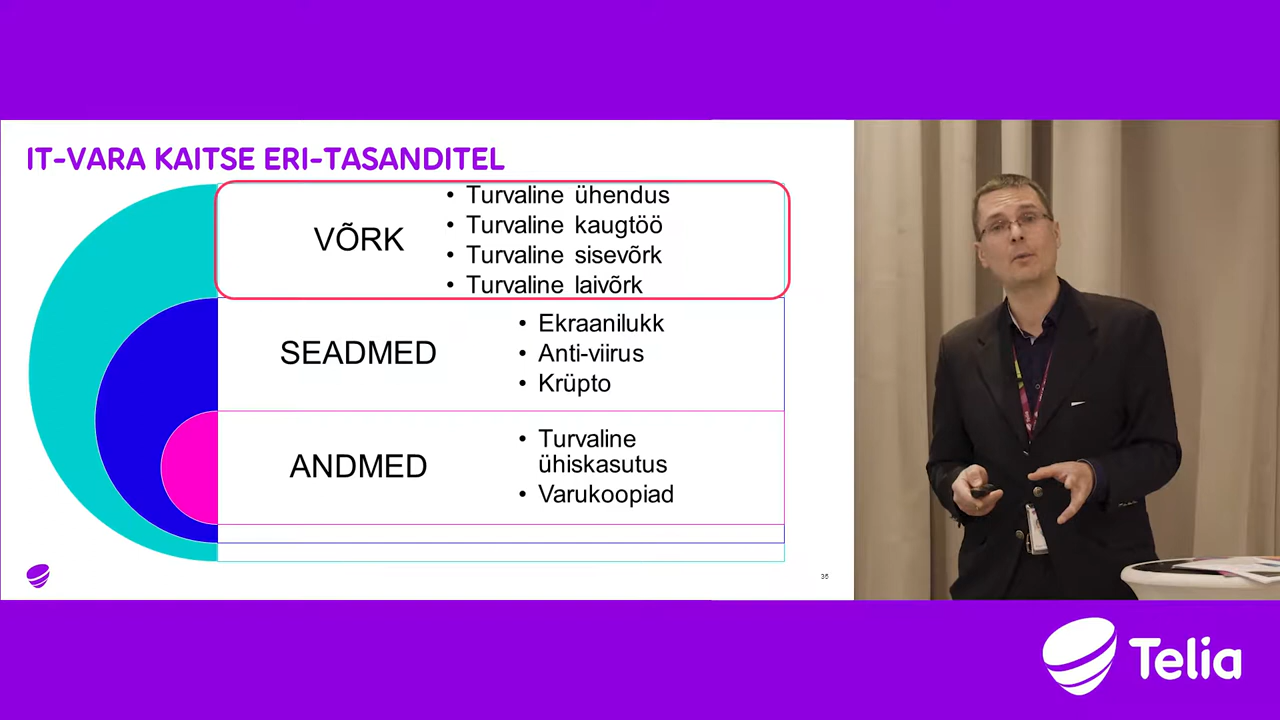 IT-VARA KAITSE ERI-TASANDITEL
VÕRK
• Turvaline ühendus
• Turvaline kaugtöö
• Turvaline sisevõrk
• Turvaline laivõrk
SEADMED
• Ekraanilukk
• Anti-viirus
• Krüpto
ANDMED
• Turvaline
ühiskasutus
• Varukoopiad
35
Telia